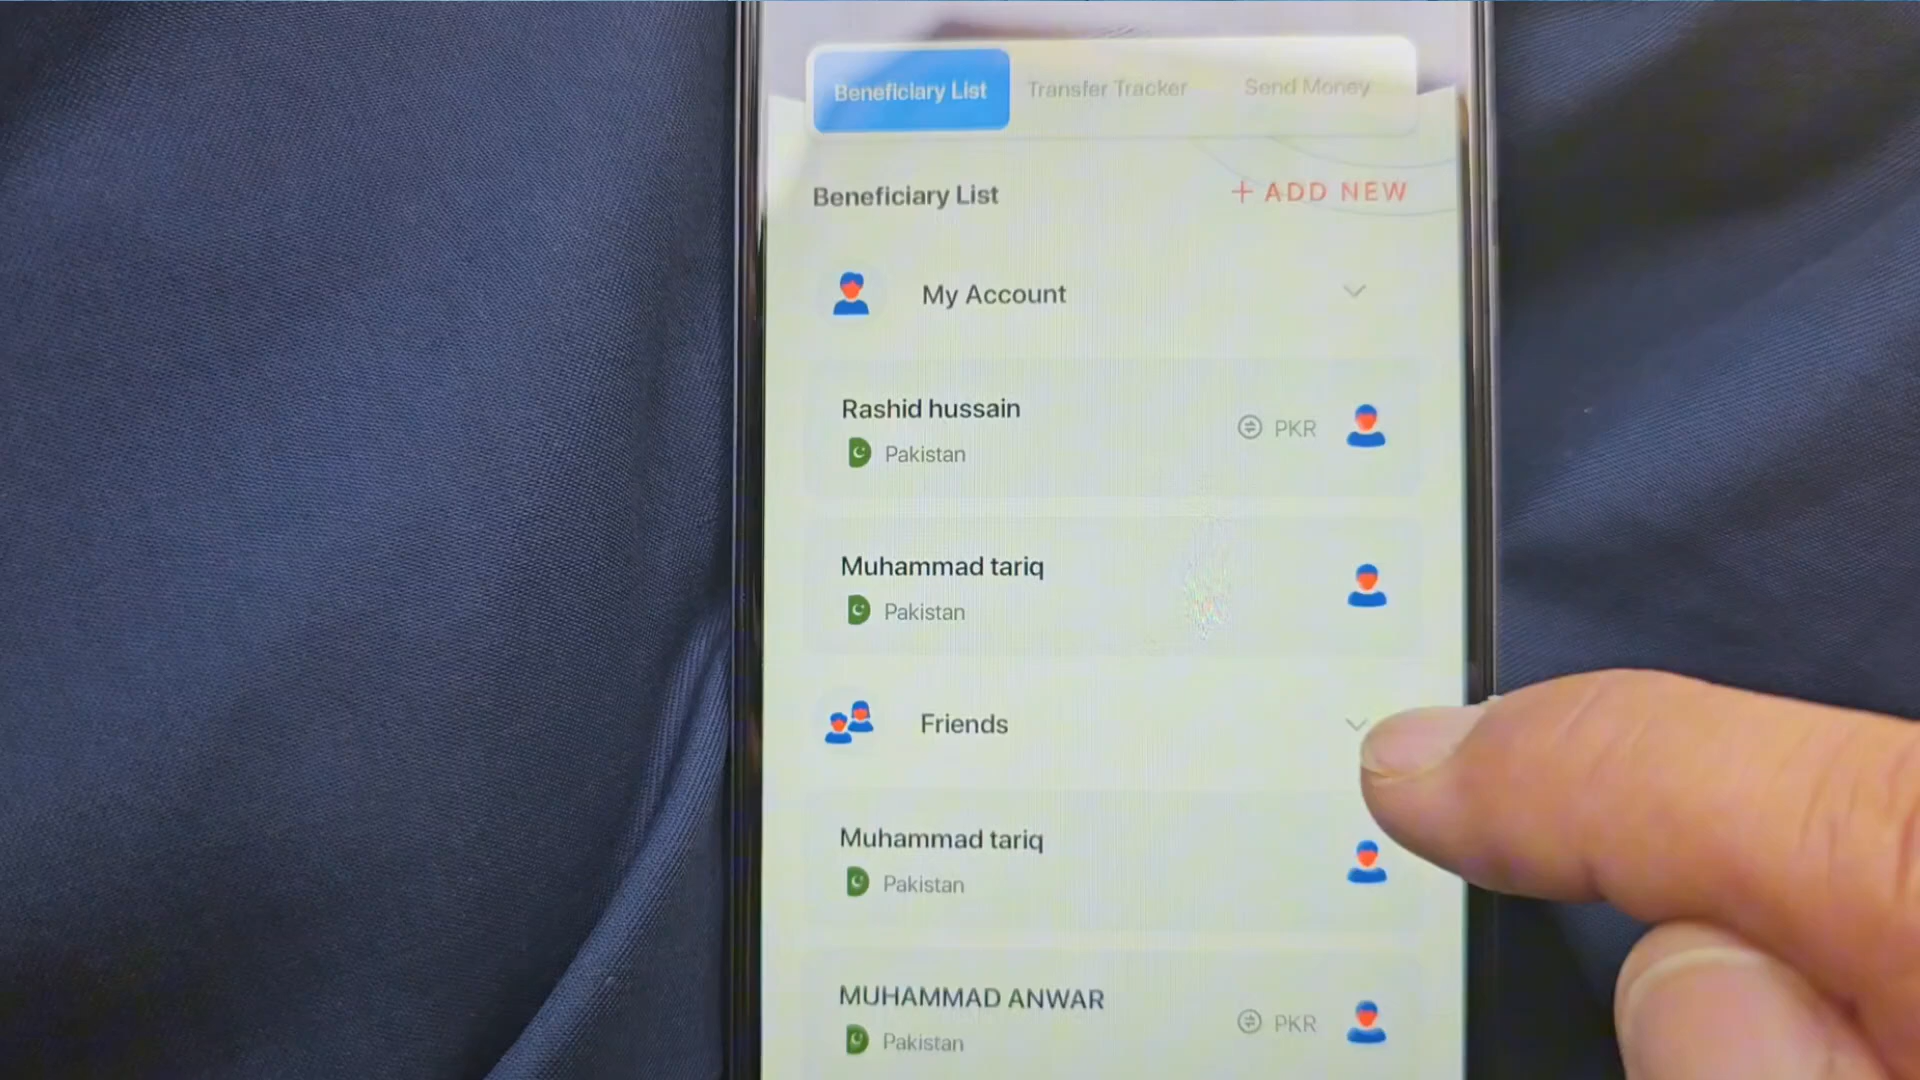 Beneficiary List
Transfer Tracker
Send Money
Beneficiary List
+ ADD NEW
My Account
Rashid hussain
PKR
Pakistan
Muhammad tariq
Pakistan
Friends
Muhammad tariq
Pakistan
MUHAMMAD ANWAR
PKR
Pakistan